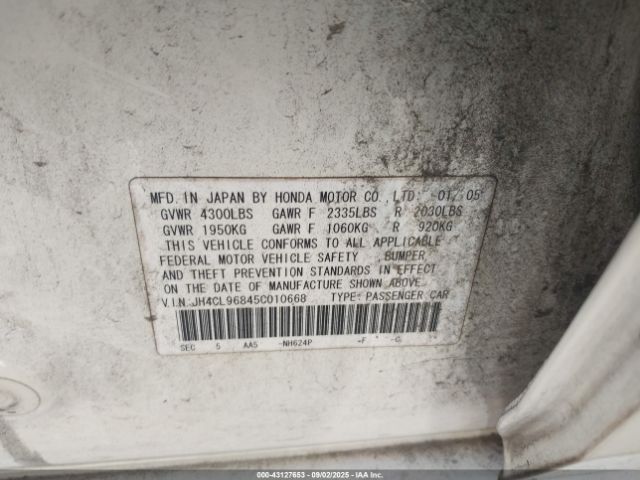 MFD. IN JAPAN BY HONDA MOTOR CO., LTD. 01/05
GVWR 4300LBS GAWR F 2335LBS R 2030LBS
GVWR 1950KG GAWR F 1060KG R 920KG
THIS VEHICLE CONFORMS TO ALL APPLICABLE
FEDERAL MOTOR VEHICLE SAFETY, BUMPER
AND THEFT PREVENTION STANDARDS IN EFFECT
ON THE DATE OF MANUFACTURE SHOWN ABOVE.
V.I.N. JH4CL96845C010668 TYPE: PASSENGER CAR
SEC 5 AA5 -NH624P -F -G
000-43127653 - 09/02/2025 - IAA Inc.